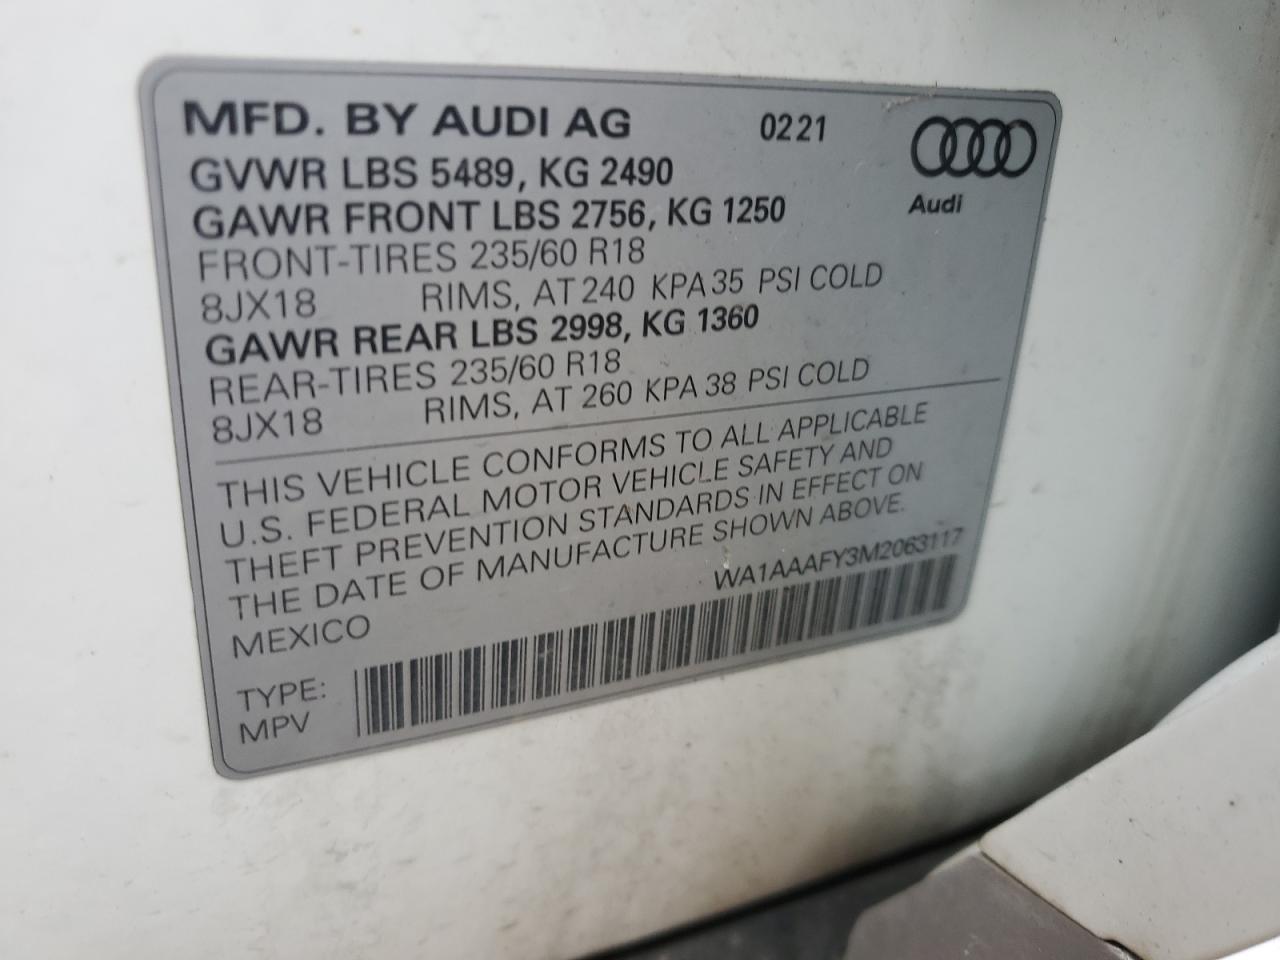 MFD. BY AUDI AG 0221
GVWR LBS 5489, KG 2490
GAWR FRONT LBS 2756, KG 1250
Audi
FRONT-TIRES 235/60 R18
8JX18 RIMS, AT 240 KPA 35 PSI COLD
GAWR REAR LBS 2998, KG 1360
REAR-TIRES 235/60 R18
8JX18 RIMS, AT 260 KPA 38 PSI COLD
THIS VEHICLE CONFORMS TO ALL APPLICABLE
U.S. FEDERAL MOTOR VEHICLE SAFETY AND
THEFT PREVENTION STANDARDS IN EFFECT ON
THE DATE OF MANUFACTURE SHOWN ABOVE.
MEXICO WA1AAAFY3M2063117
TYPE:
MPV